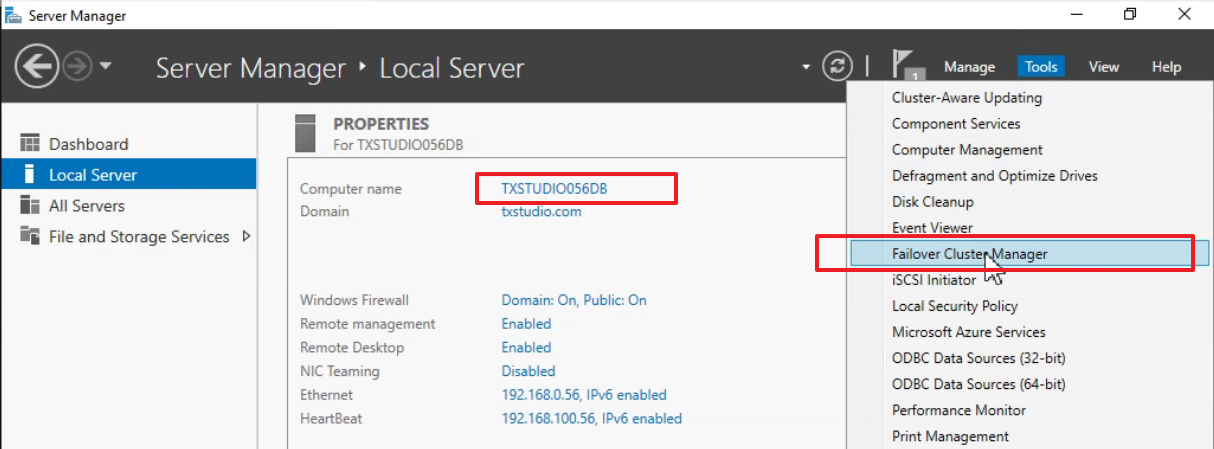 Server Manager
Server Manager ‣ Local Server
1
Manage
Tools
View
Help
Dashboard
Local Server
All Servers
File and Storage Services
PROPERTIES
For TXSTUDIO056DB
Computer name TXSTUDIO056DB
Domain txstudio.com
Windows Firewall Domain: On, Public: On
Remote management Enabled
Remote Desktop Enabled
NIC Teaming Disabled
Ethernet 192.168.0.56, IPv6 enabled
HeartBeat 192.168.100.56, IPv6 enabled
Cluster-Aware Updating
Component Services
Computer Management
Defragment and Optimize Drives
Disk Cleanup
Event Viewer
Failover Cluster Manager
iSCSI Initiator
Local Security Policy
Microsoft Azure Services
ODBC Data Sources (32-bit)
ODBC Data Sources (64-bit)
Performance Monitor
Print Management